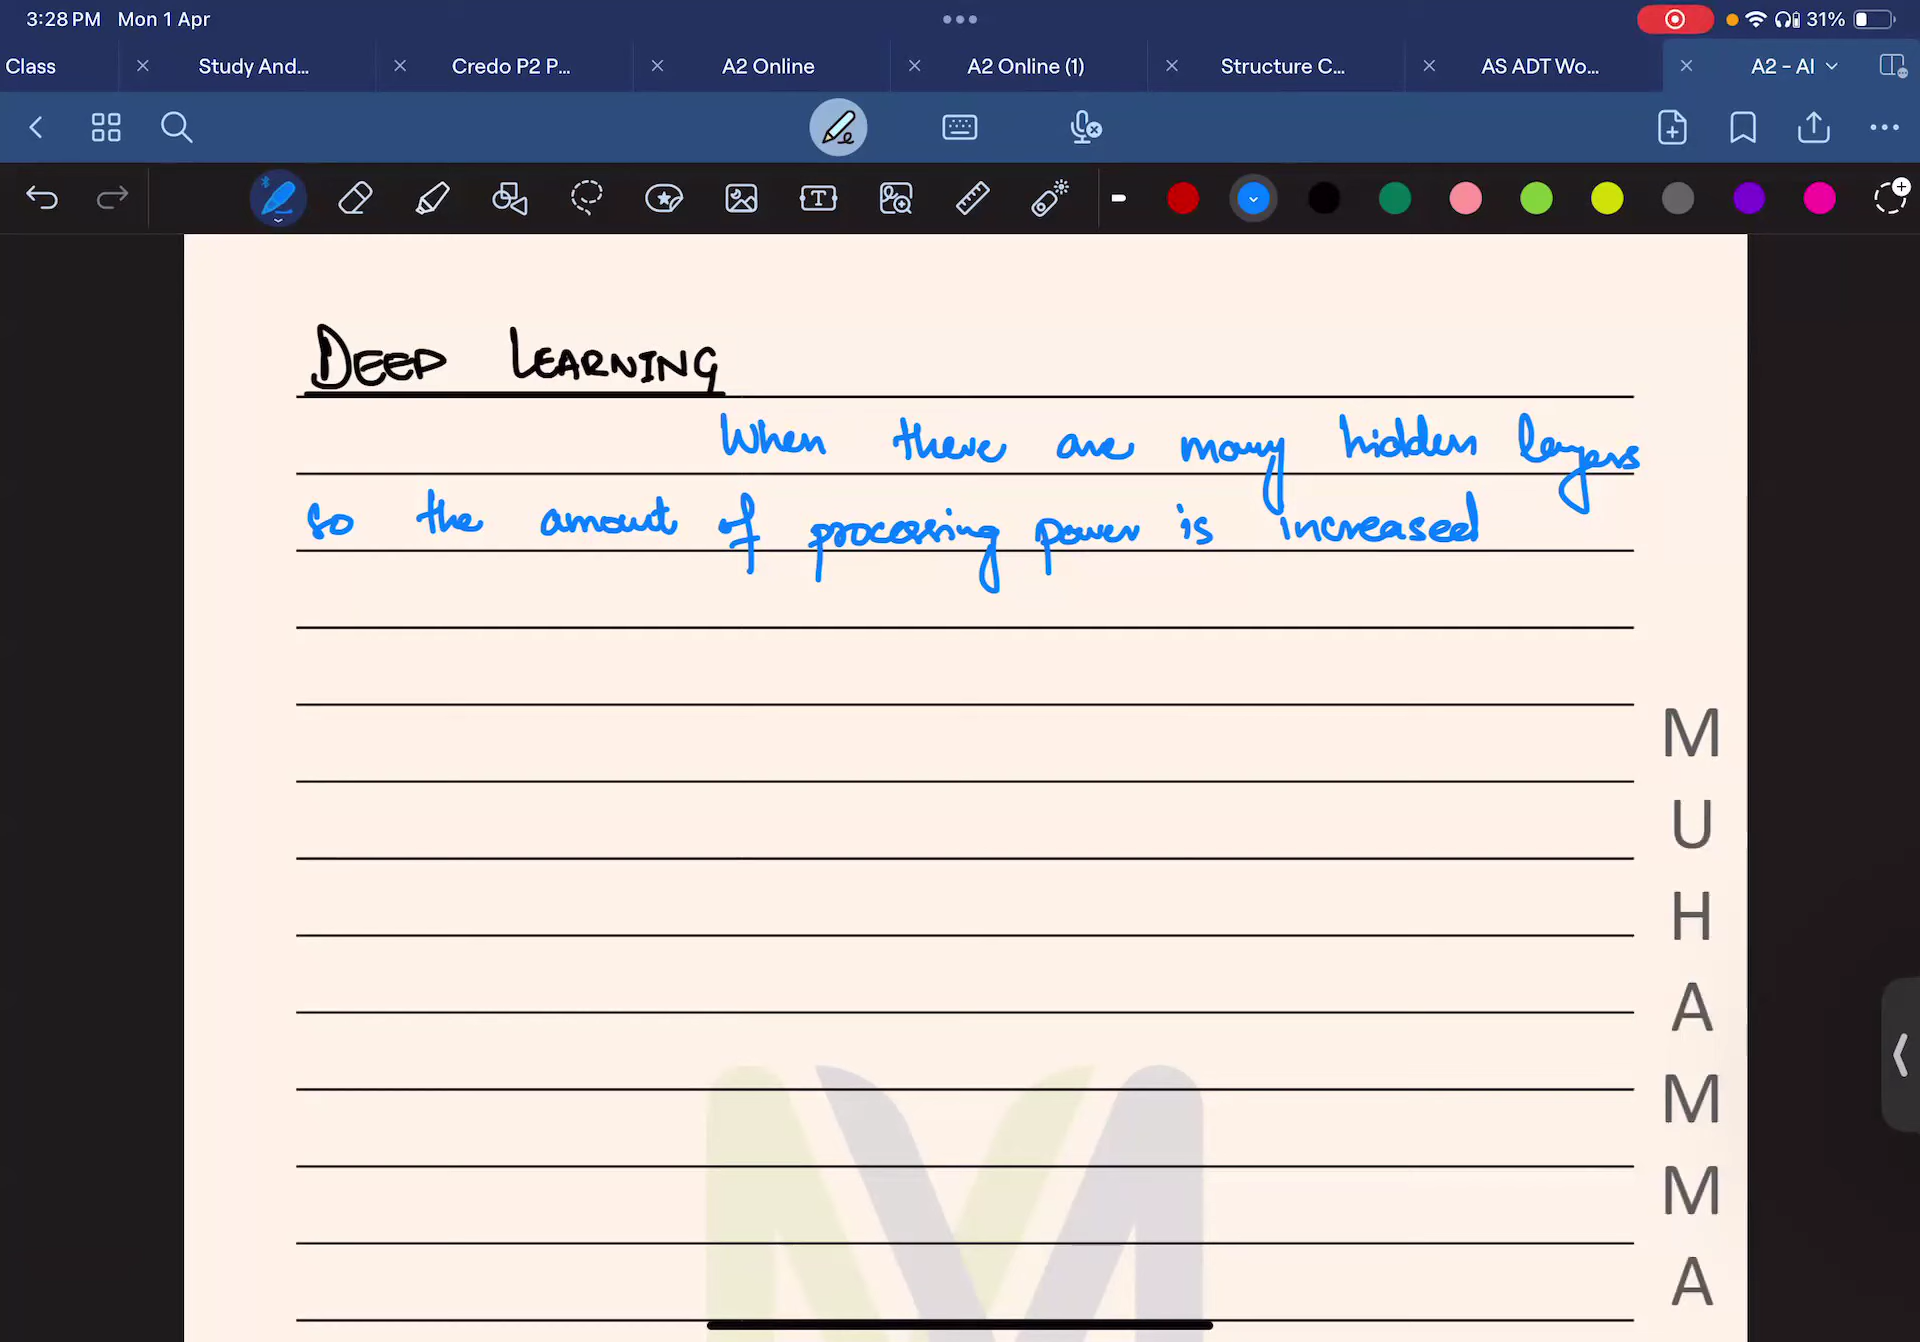 3:28 PM Mon 1 Apr
31%
Class
Study And...
Credo P2 P...
A2 Online
A2 Online (1)
Structure C...
AS ADT Wo...
A2 - AI
DEEP LEARNING
When there are many hidden layers
so the amount of processing power is increased
M
U
H
A
M
M
A